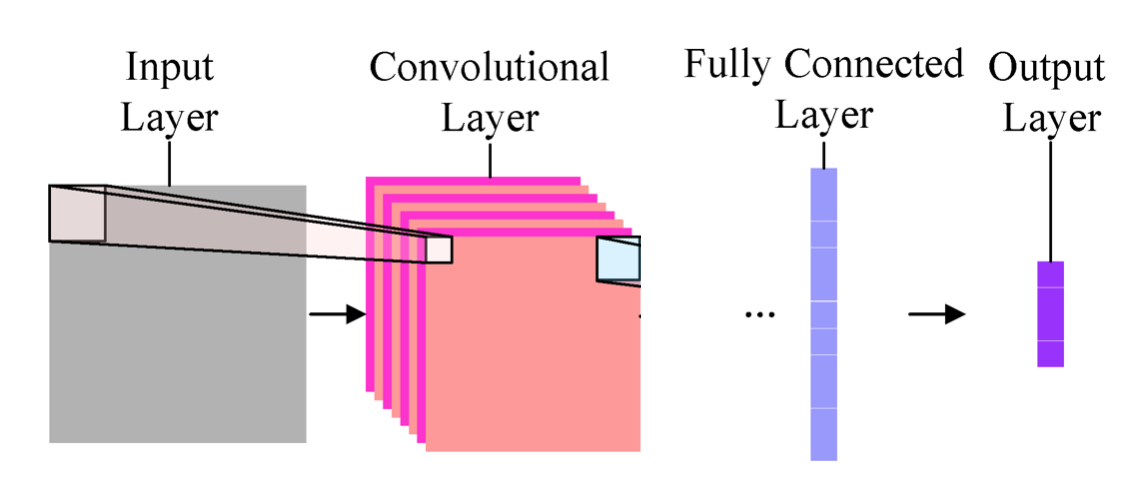 Input
Layer
Convolutional
Layer
Fully Connected
Layer
Output
Layer
...